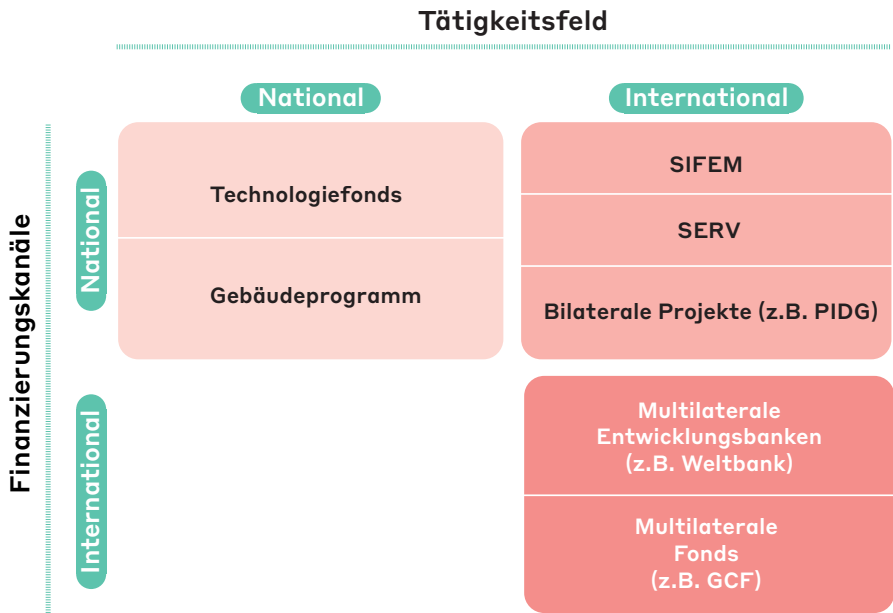 Tätigkeitsfeld
National
International
Finanzierungskanäle
National
Technologiefonds
Gebäudeprogramm
SIFEM
SERV
Bilaterale Projekte (z.B. PIDG)
International
Multilaterale
Entwicklungsbanken
(z.B. Weltbank)
Multilaterale
Fonds
(z.B. GCF)